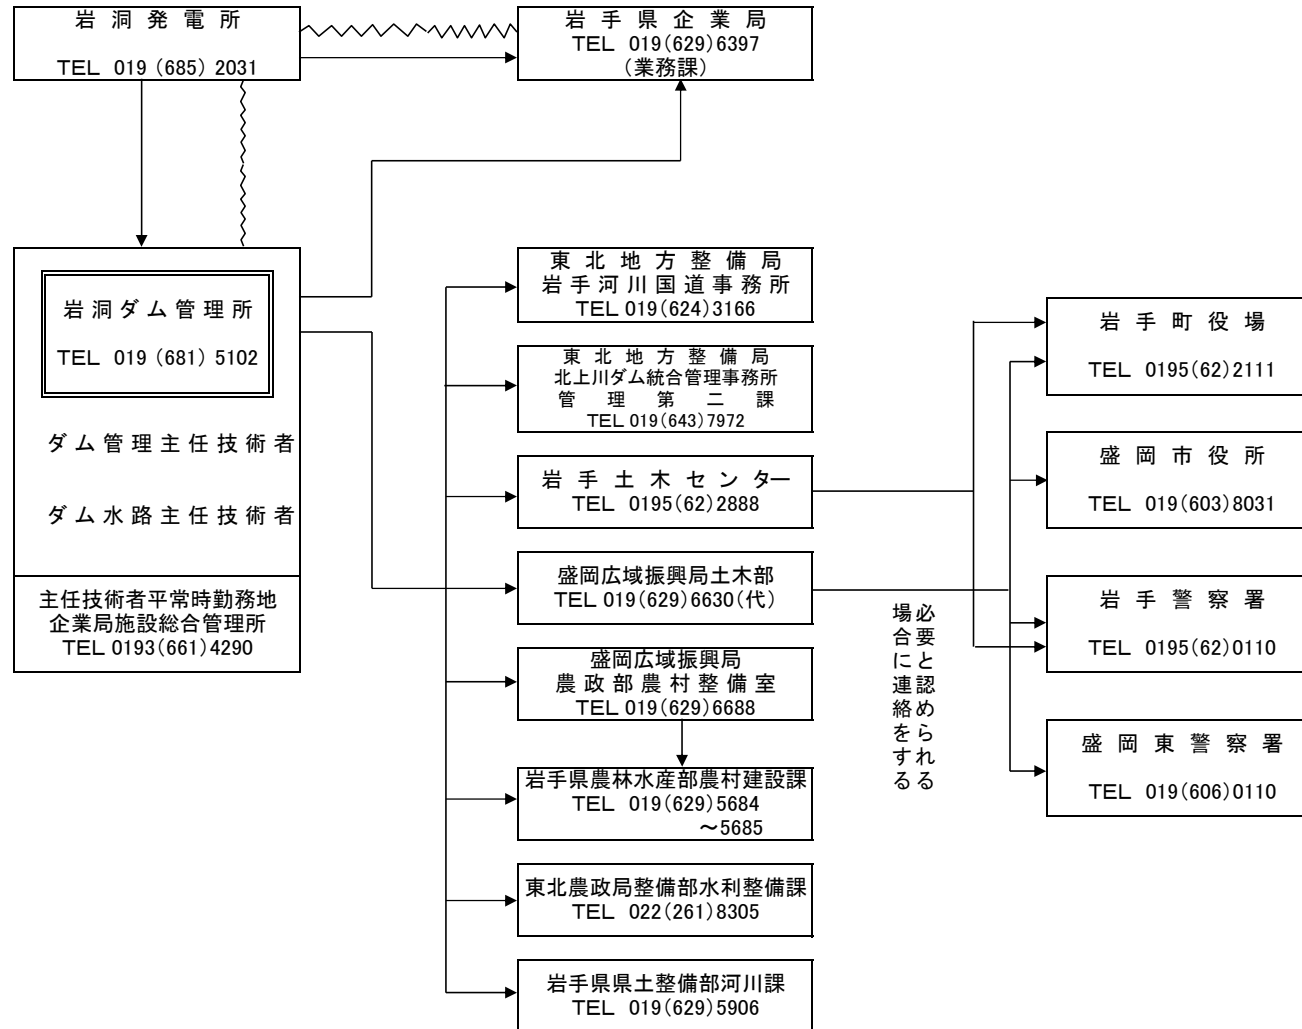 岩洞発電所
TEL 019 (685) 2031
岩手県企業局
TEL 019(629)6397
(業務課)
岩洞ダム管理所
TEL 019 (681) 5102
ダム管理主任技術者
ダム水路主任技術者
主任技術者平常時勤務地
企業局施設総合管理所
TEL 0193(661)4290
東北地方整備局
岩手河川国道事務所
TEL 019(624)3166
東北地方整備局
北上川ダム統合管理事務所
管理第二課
TEL 019(643)7972
岩手土木センター
TEL 0195(62)2888
盛岡広域振興局土木部
TEL 019(629)6630(代)
盛岡広域振興局
農政部農村整備室
TEL 019(629)6688
岩手県農林水産部農村建設課
TEL 019(629)5684
～5685
東北農政局整備部水利整備課
TEL 022(261)8305
岩手県県土整備部河川課
TEL 019(629)5906
必要と認められる
場合に連絡をする
岩手町役場
TEL 0195(62)2111
盛岡市役所
TEL 019(603)8031
岩手警察署
TEL 0195(62)0110
盛岡東警察署
TEL 019(606)0110